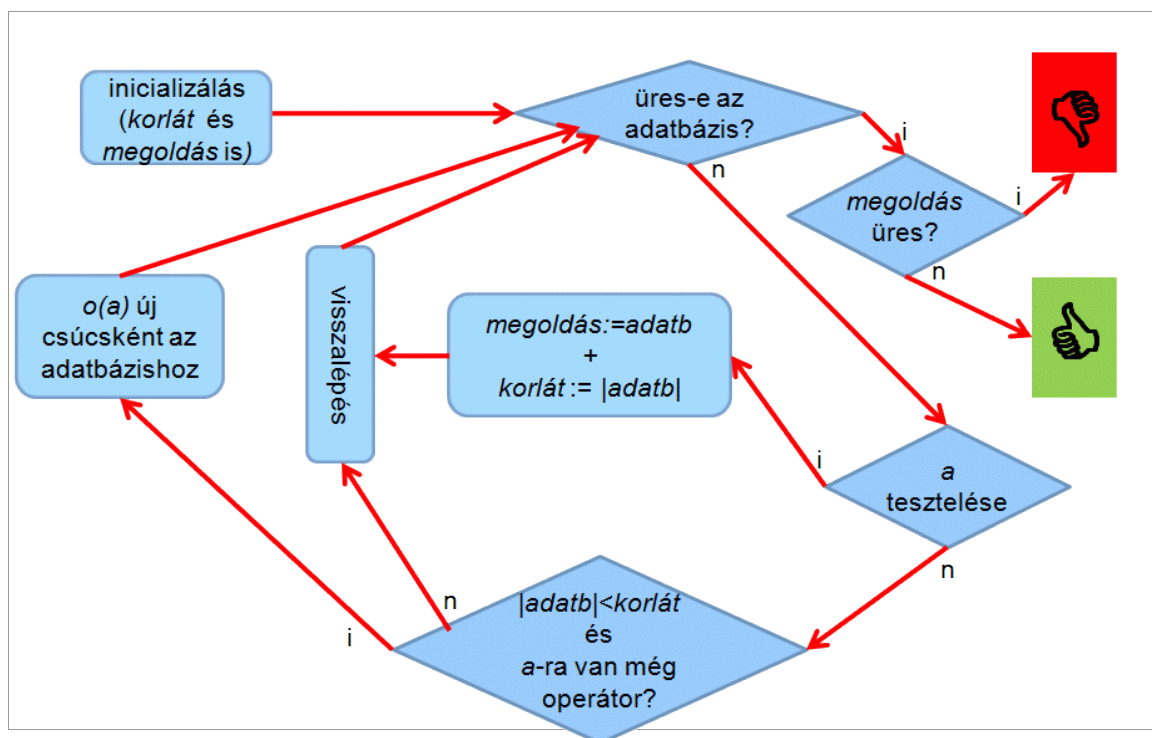 inicializálás
(korlát és
megoldás is)
üres-e az
adatbázis?
i
n
megoldás
üres?
i
n
o(a) új
csúcsként az
adatbázishoz
visszalépés
megoldás:=adatb
+
korlát := |adatb|
i
a
tesztelése
n
n
i
|adatb|<korlát
és
a-ra van még
operátor?